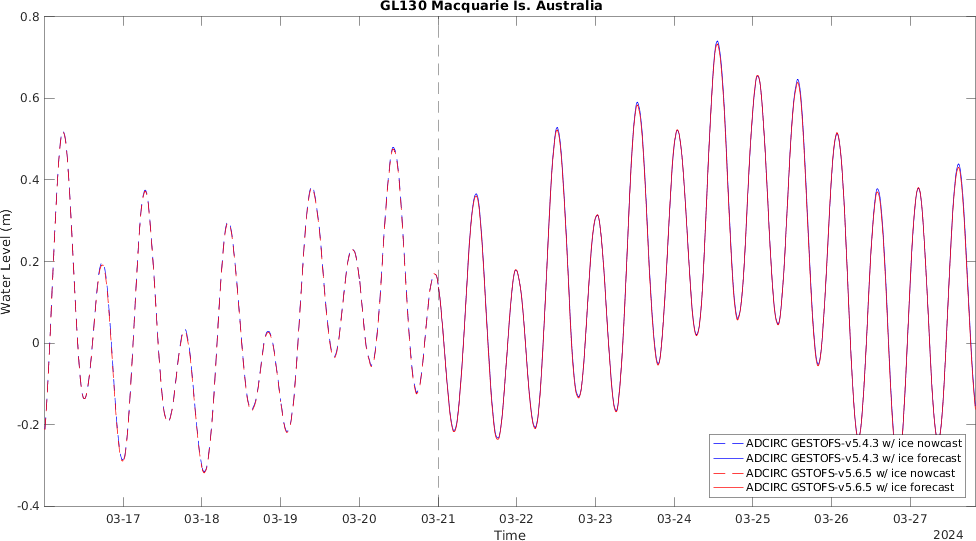 GL130 Macquarie Is. Australia
Water Level (m)
0.8
0.6
0.4
0.2
0
-0.2
-0.4
ADCIRC GESTOFS-v5.4.3 w/ ice nowcast
ADCIRC GESTOFS-v5.4.3 w/ ice forecast
ADCIRC GSTOFS-v5.6.5 w/ ice nowcast
ADCIRC GSTOFS-v5.6.5 w/ ice forecast
03-17 03-18 03-19 03-20 03-21 03-22 03-23 03-24 03-25 03-26 03-27
Time
2024